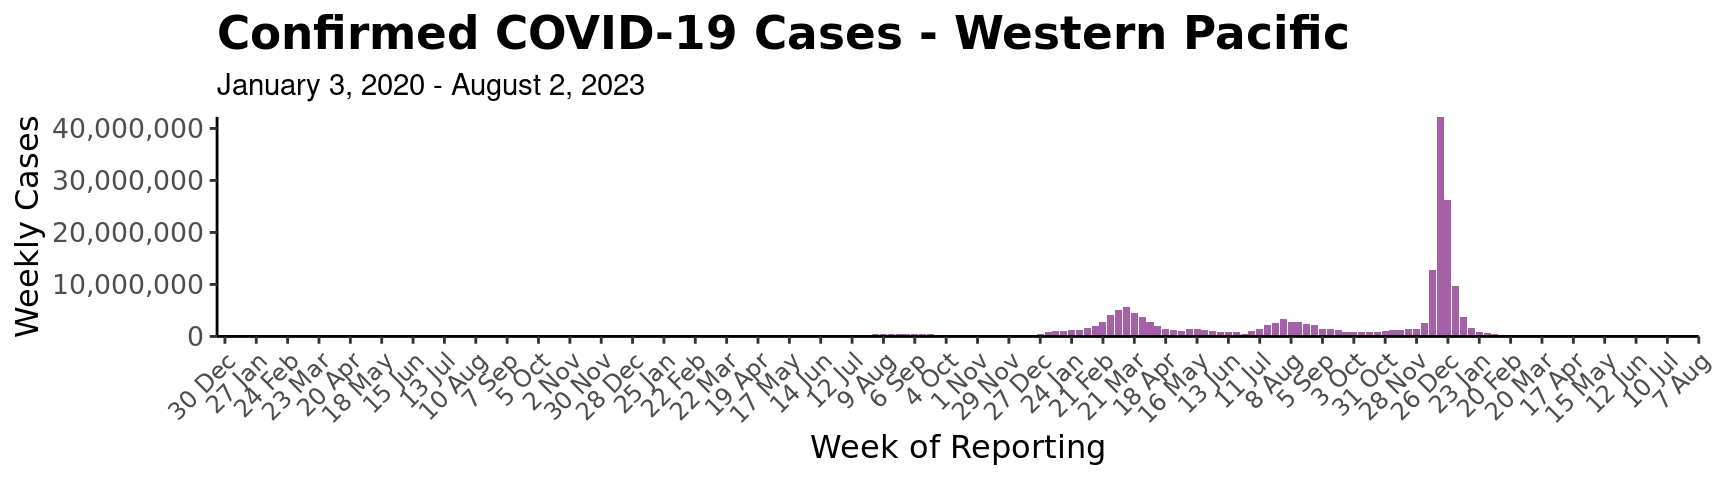 Confirmed COVID-19 Cases - Western Pacific
January 3, 2020 - August 2, 2023
Weekly Cases
40,000,000
30,000,000
20,000,000
10,000,000
0
30 Dec
27 Jan
24 Feb
23 Mar
20 Apr
18 May
15 Jun
13 Jul
10 Aug
7 Sep
5 Oct
2 Nov
30 Nov
28 Dec
25 Jan
22 Feb
22 Mar
19 Apr
17 May
14 Jun
12 Jul
9 Aug
6 Sep
4 Oct
1 Nov
29 Nov
27 Dec
24 Jan
21 Feb
21 Mar
18 Apr
16 May
13 Jun
11 Jul
8 Aug
5 Sep
3 Oct
31 Oct
28 Nov
26 Dec
23 Jan
20 Feb
20 Mar
17 Apr
15 May
12 Jun
10 Jul
7 Aug
Week of Reporting